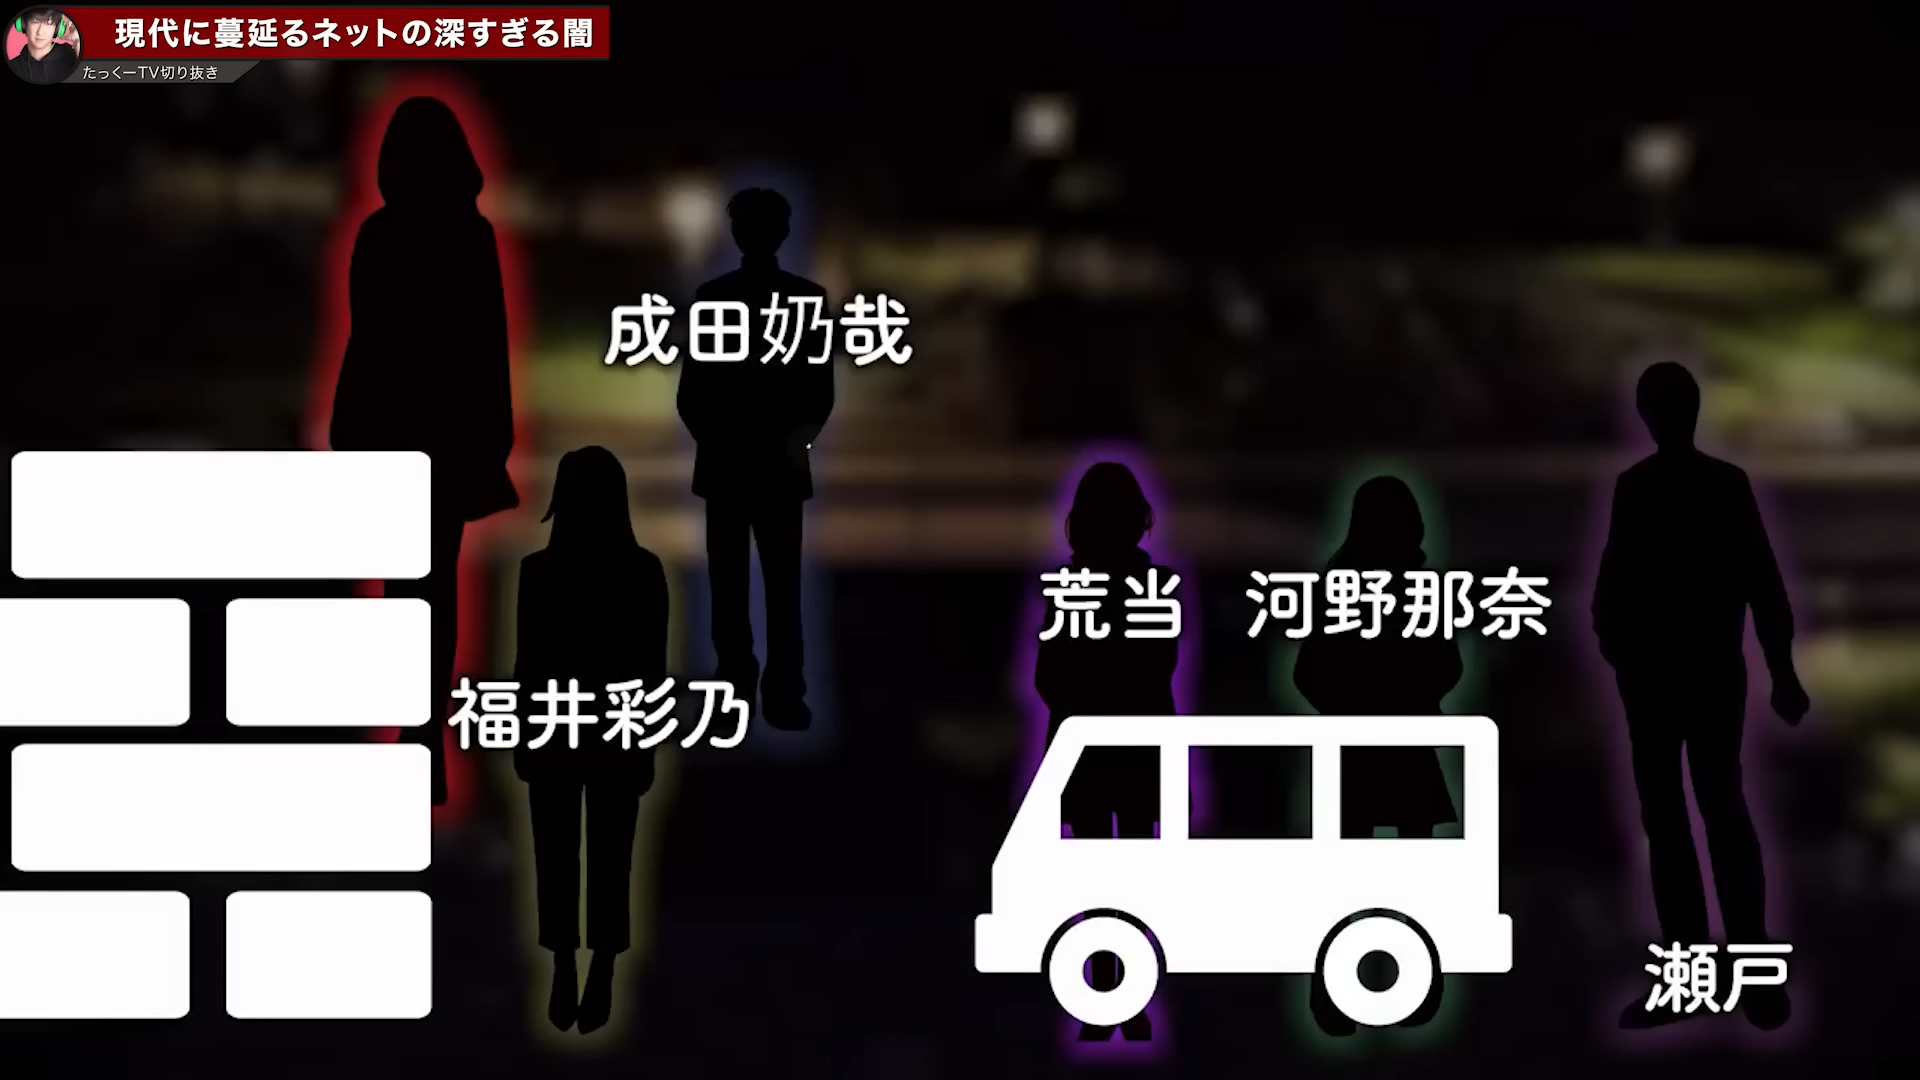 現代に蔓延るネットの深すぎる闇
たっくーTV切り抜き
成田奶哉
荒当
河野那奈
福井彩乃
瀬戸